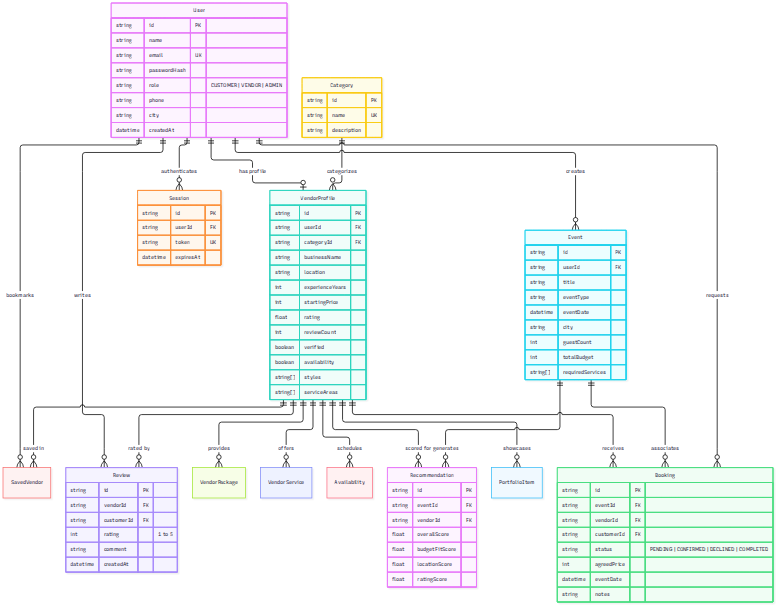 User
string id PK
string name
string email UK
string passwordHash
string role CUSTOMER | VENDOR | ADMIN
string phone
string city
datetime createdAt
Category
string id PK
string name UK
string description
authenticates
has profile
categorizes
creates
Session
string id PK
string userId FK
string token UK
datetime expiresAt
VendorProfile
string id PK
string userId FK
string categoryId FK
string businessName
string location
int experienceYears
int startingPrice
float rating
int reviewCount
boolean verified
boolean availability
string[] styles
string[] serviceAreas
Event
string id PK
string userId FK
string title
string eventType
datetime eventDate
string city
int guestCount
int totalBudget
string[] requiredServices
bookmarks
writes
requests
saved in
rated by
provides
offers
schedules
scored for
generates
showcases
receives
associates
SavedVendor
Review
string id PK
string vendorId FK
string customerId FK
int rating 1 to 5
string comment
datetime createdAt
VendorPackage
VendorService
Availability
Recommendation
string id PK
string eventId FK
string vendorId FK
float overallScore
float budgetFitScore
float locationScore
float ratingScore
PortfolioItem
Booking
string id PK
string eventId FK
string vendorId FK
string customerId FK
string status PENDING | CONFIRMED | DECLINED | COMPLETED
int agreedPrice
datetime eventDate
string notes